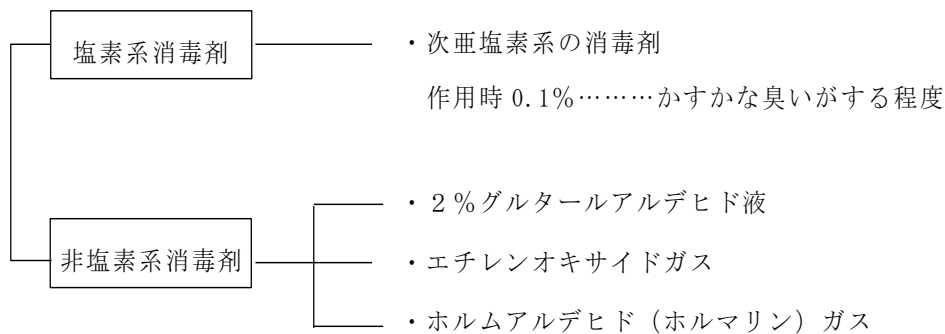 塩素系消毒剤
・次亜塩素系の消毒剤
作用時 0.1%………かすかな臭いがする程度
非塩素系消毒剤
・２％グルタールアルデヒド液
・エチレンオキサイドガス
・ホルムアルデヒド（ホルマリン）ガス